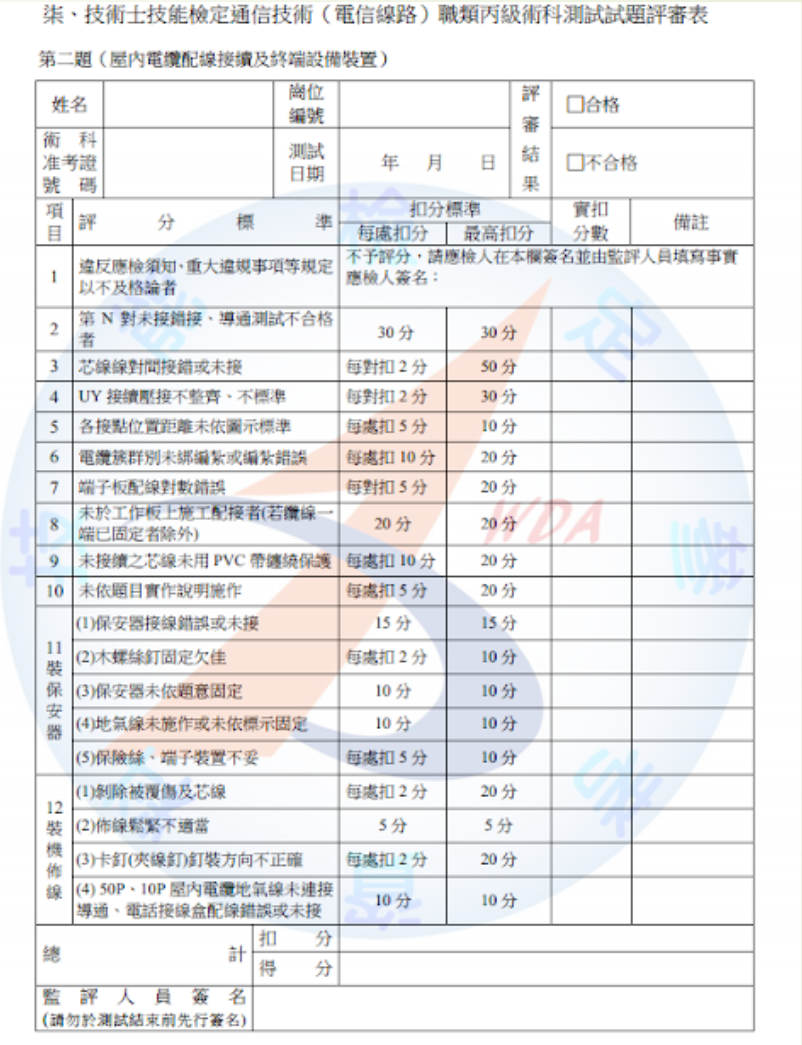 柒、技術士技能檢定通信技術（電信線路）職類丙級術科測試試題評審表
第二題（屋內電纜配線接續及終端設備裝置）
姓名 崗位編號 評審結果 □合格
術科准考證號碼 測試日期 年 月 日 □不合格
項目 評分標準 扣分標準 實扣分數 備註
每處扣分 最高扣分
1 違反應檢須知、重大違規事項等規定以不及格論者 不予評分，請應檢人在本欄簽名並由監評人員填寫事實 應檢人簽名：
2 第 N 對未接錯接、導通測試不合格者 30 分 30 分
3 芯線線對間接錯或未接 每對扣 2 分 50 分
4 UY 接續壓接不整齊、不標準 每對扣 2 分 30 分
5 各接點位置距離未依圖示標準 每處扣 5 分 10 分
6 電纜簇群別未綁編紮或編紮錯誤 每處扣 10 分 20 分
7 端子板配線對數錯誤 每對扣 5 分 20 分
8 未於工作板上施工配接者(若纜線一端已固定者除外) 20 分 20 分
9 未接續之芯線未用 PVC 帶纏繞保護 每處扣 10 分 20 分
10 未依題目實作說明施作 每處扣 5 分 20 分
11 裝保安器
(1)保安器接線錯誤或未接 15 分 15 分
(2)木螺絲釘固定欠佳 每處扣 2 分 10 分
(3)保安器未依題意固定 10 分 10 分
(4)地氣線未施作或未依標示固定 10 分 10 分
(5)保險絲、端子裝置不妥 每處扣 5 分 10 分
12 裝機佈線
(1)剝除被覆傷及芯線 每處扣 2 分 20 分
(2)佈線鬆緊不適當 5 分 5 分
(3)卡釘(夾線釘)釘裝方向不正確 每處扣 2 分 20 分
(4) 50P、10P 屋內電纜地氣線未連接導通、電話接線盒配線錯誤或未接 10 分 10 分
總計 扣分
得分
監評人員簽名
(請勿於測試結束前先行簽名)
WDA